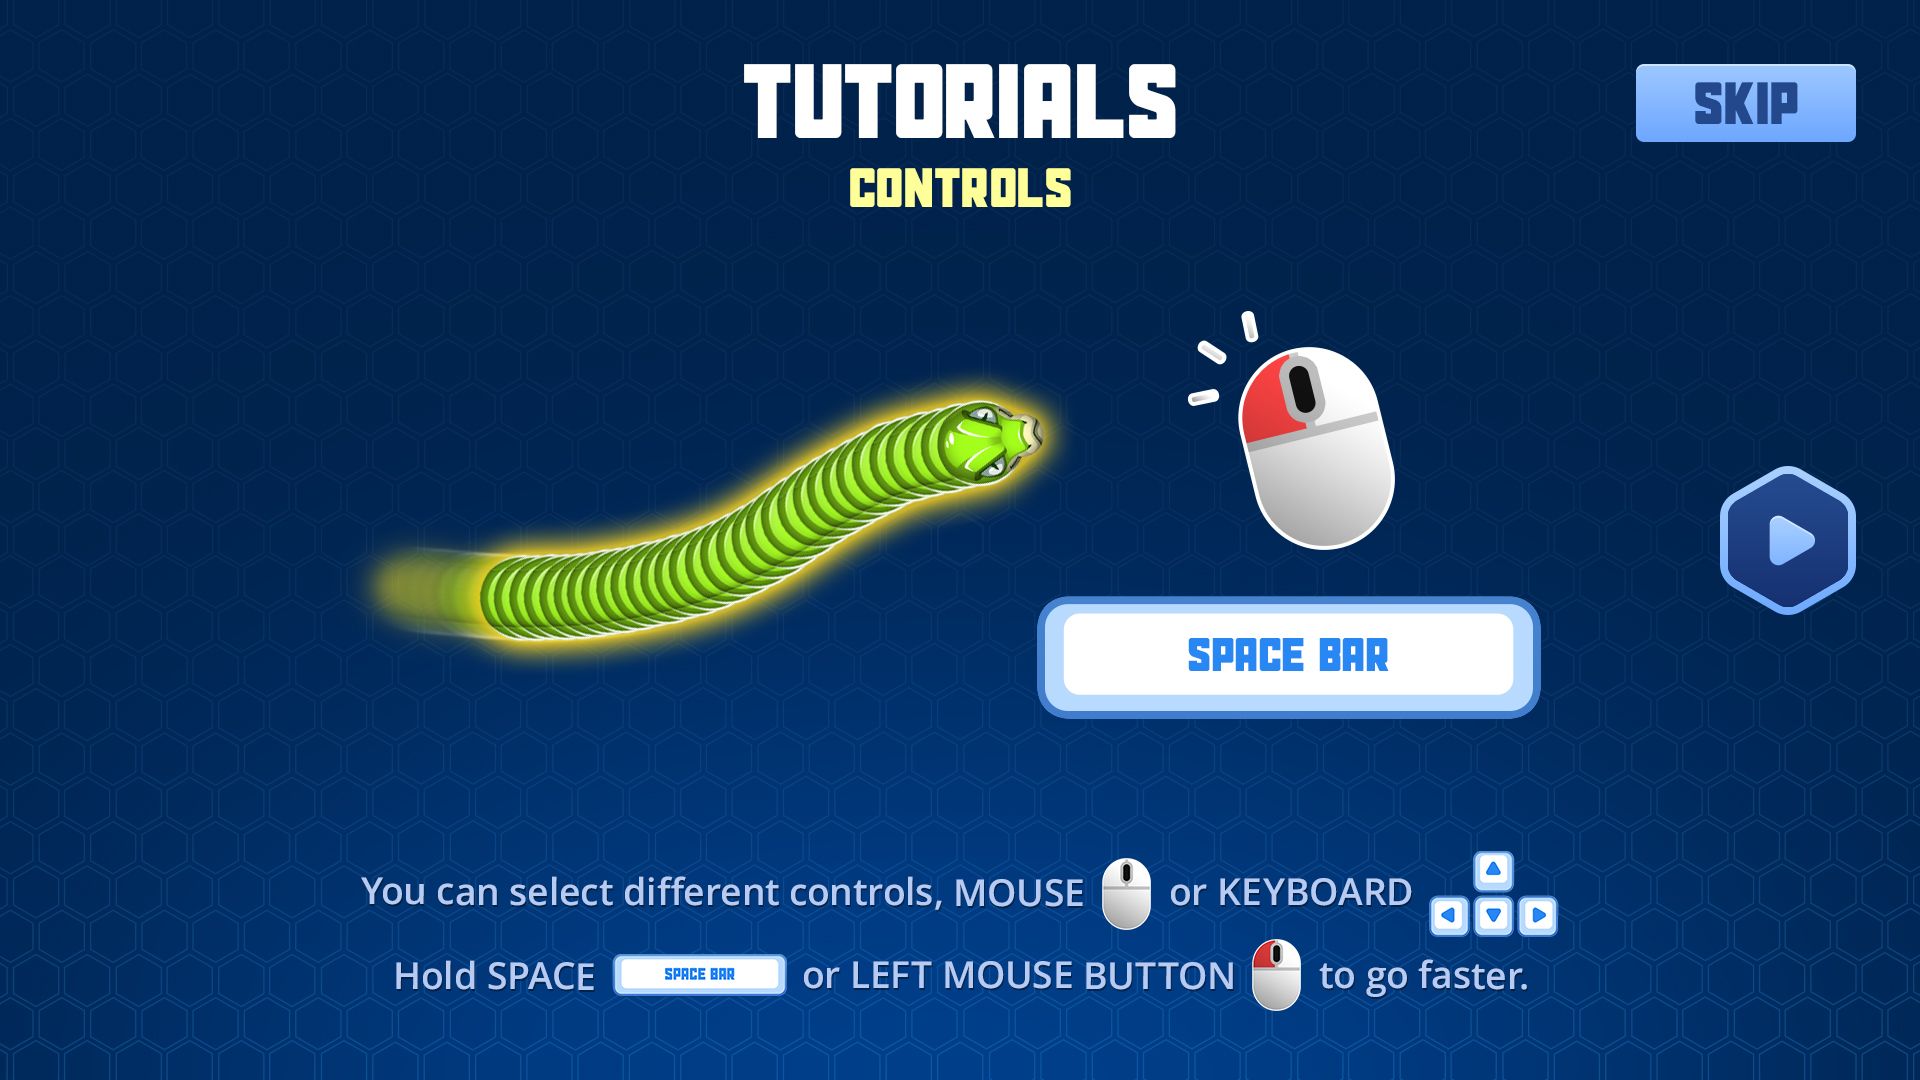 TUTORIALS
SKIP
CONTROLS
SPACE BAR
You can select different controls, MOUSE or KEYBOARD
Hold SPACE SPACE BAR or LEFT MOUSE BUTTON to go faster.